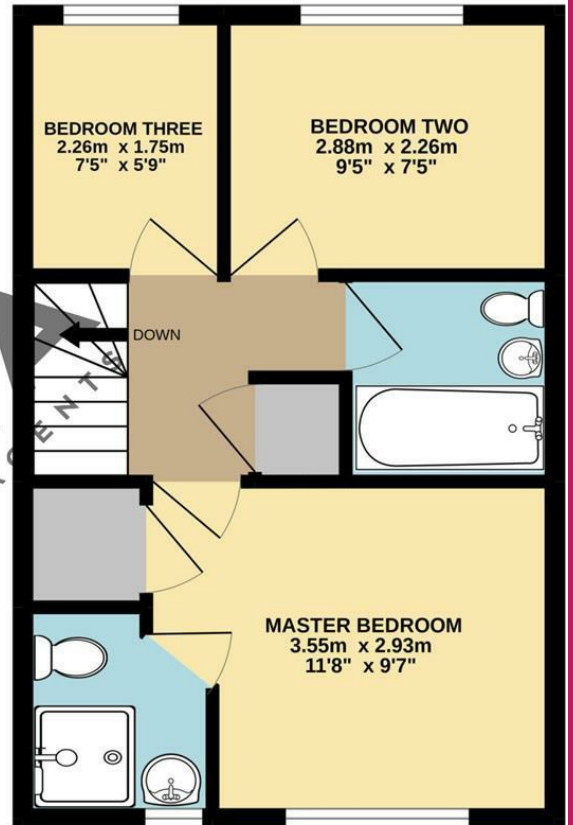 BEDROOM THREE
2.26m x 1.75m
7'5" x 5'9"
BEDROOM TWO
2.88m x 2.26m
9'5" x 7'5"
DOWN
MASTER BEDROOM
3.55m x 2.93m
11'8" x 9'7"